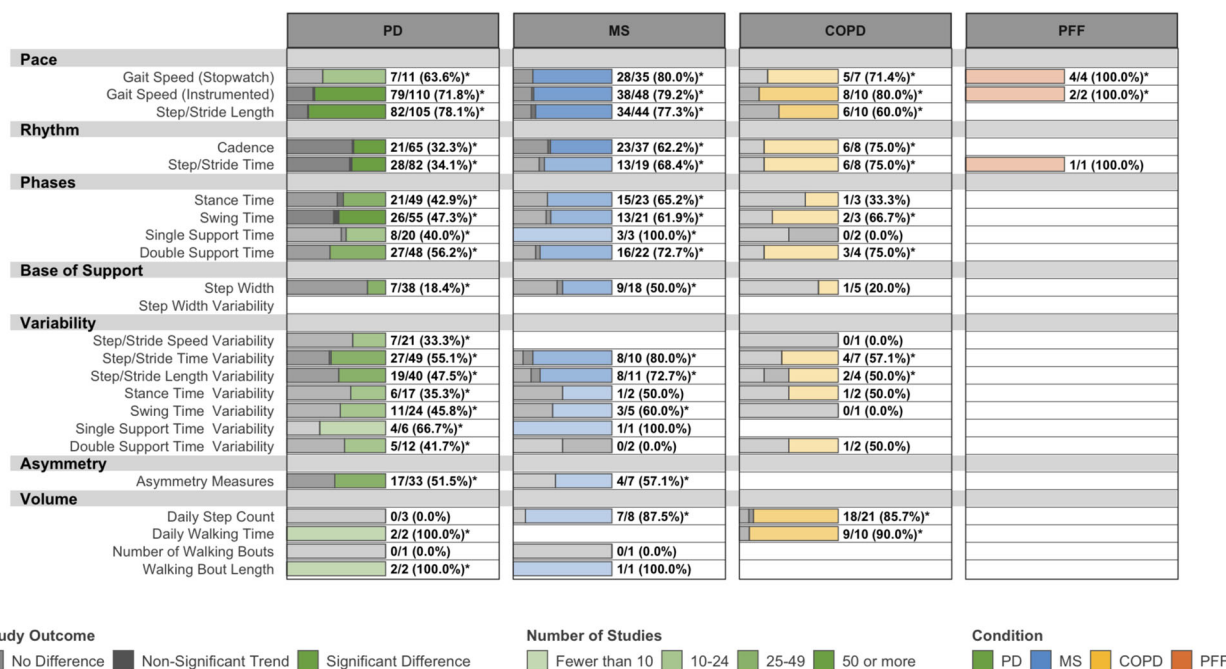 PD MS COPD PFF
Pace
Gait Speed (Stopwatch) 7/11 (63.6%)* 28/35 (80.0%)* 5/7 (71.4%)* 4/4 (100.0%)*
Gait Speed (Instrumented) 79/110 (71.8%)* 38/48 (79.2%)* 8/10 (80.0%)* 2/2 (100.0%)*
Step/Stride Length 82/105 (78.1%)* 34/44 (77.3%)* 6/10 (60.0%)*
Rhythm
Cadence 21/65 (32.3%)* 23/37 (62.2%)* 6/8 (75.0%)*
Step/Stride Time 28/82 (34.1%)* 13/19 (68.4%)* 6/8 (75.0%)* 1/1 (100.0%)
Phases
Stance Time 21/49 (42.9%)* 15/23 (65.2%)* 1/3 (33.3%)
Swing Time 26/55 (47.3%)* 13/21 (61.9%)* 2/3 (66.7%)*
Single Support Time 8/20 (40.0%)* 3/3 (100.0%)* 0/2 (0.0%)
Double Support Time 27/48 (56.2%)* 16/22 (72.7%)* 3/4 (75.0%)*
Base of Support
Step Width 7/38 (18.4%)* 9/18 (50.0%)* 1/5 (20.0%)
Step Width Variability
Variability
Step/Stride Speed Variability 7/21 (33.3%)* 0/1 (0.0%)
Step/Stride Time Variability 27/49 (55.1%)* 8/10 (80.0%)* 4/7 (57.1%)*
Step/Stride Length Variability 19/40 (47.5%)* 8/11 (72.7%)* 2/4 (50.0%)*
Stance Time Variability 6/17 (35.3%)* 1/2 (50.0%) 1/2 (50.0%)
Swing Time Variability 11/24 (45.8%)* 3/5 (60.0%)* 0/1 (0.0%)
Single Support Time Variability 4/6 (66.7%)* 1/1 (100.0%)
Double Support Time Variability 5/12 (41.7%)* 0/2 (0.0%) 1/2 (50.0%)
Asymmetry
Asymmetry Measures 17/33 (51.5%)* 4/7 (57.1%)*
Volume
Daily Step Count 0/3 (0.0%) 7/8 (87.5%)* 18/21 (85.7%)*
Daily Walking Time 2/2 (100.0%)* 9/10 (90.0%)*
Number of Walking Bouts 0/1 (0.0%) 0/1 (0.0%)
Walking Bout Length 2/2 (100.0%)* 1/1 (100.0%)
udy Outcome Number of Studies Condition
No Difference Non-Significant Trend Significant Difference Fewer than 10 10-24 25-49 50 or more PD MS COPD PFF